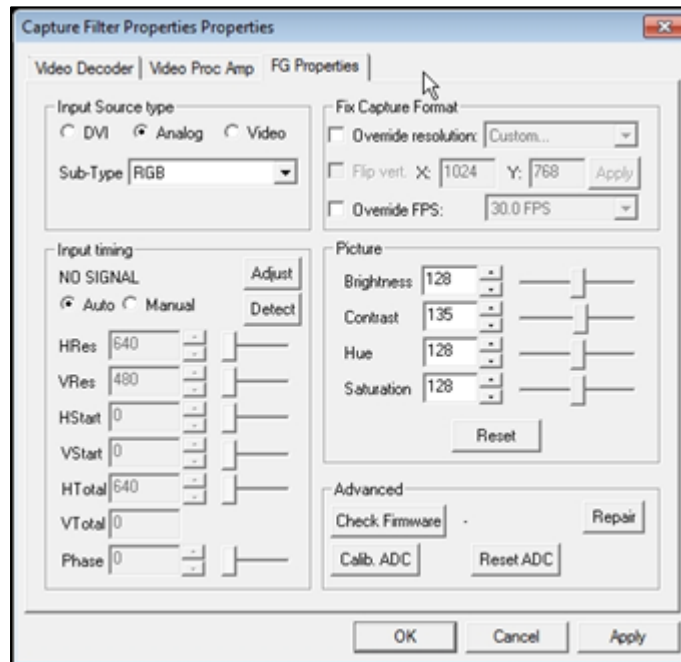 Capture Filter Properties Properties
Video Decoder Video Proc Amp FG Properties
Input Source type
DVI Analog Video
Sub-Type RGB
Fix Capture Format
Override resolution: Custom...
Flip vert. X: 1024 Y: 768 Apply
Override FPS: 30.0 FPS
Input timing
NO SIGNAL Adjust
Auto Manual Detect
HRes 640
VRes 480
HStart 0
VStart 0
HTotal 640
VTotal 0
Phase 0
Picture
Brightness 128
Contrast 135
Hue 128
Saturation 128
Reset
Advanced
Check Firmware - Repair
Calib. ADC Reset ADC
OK Cancel Apply